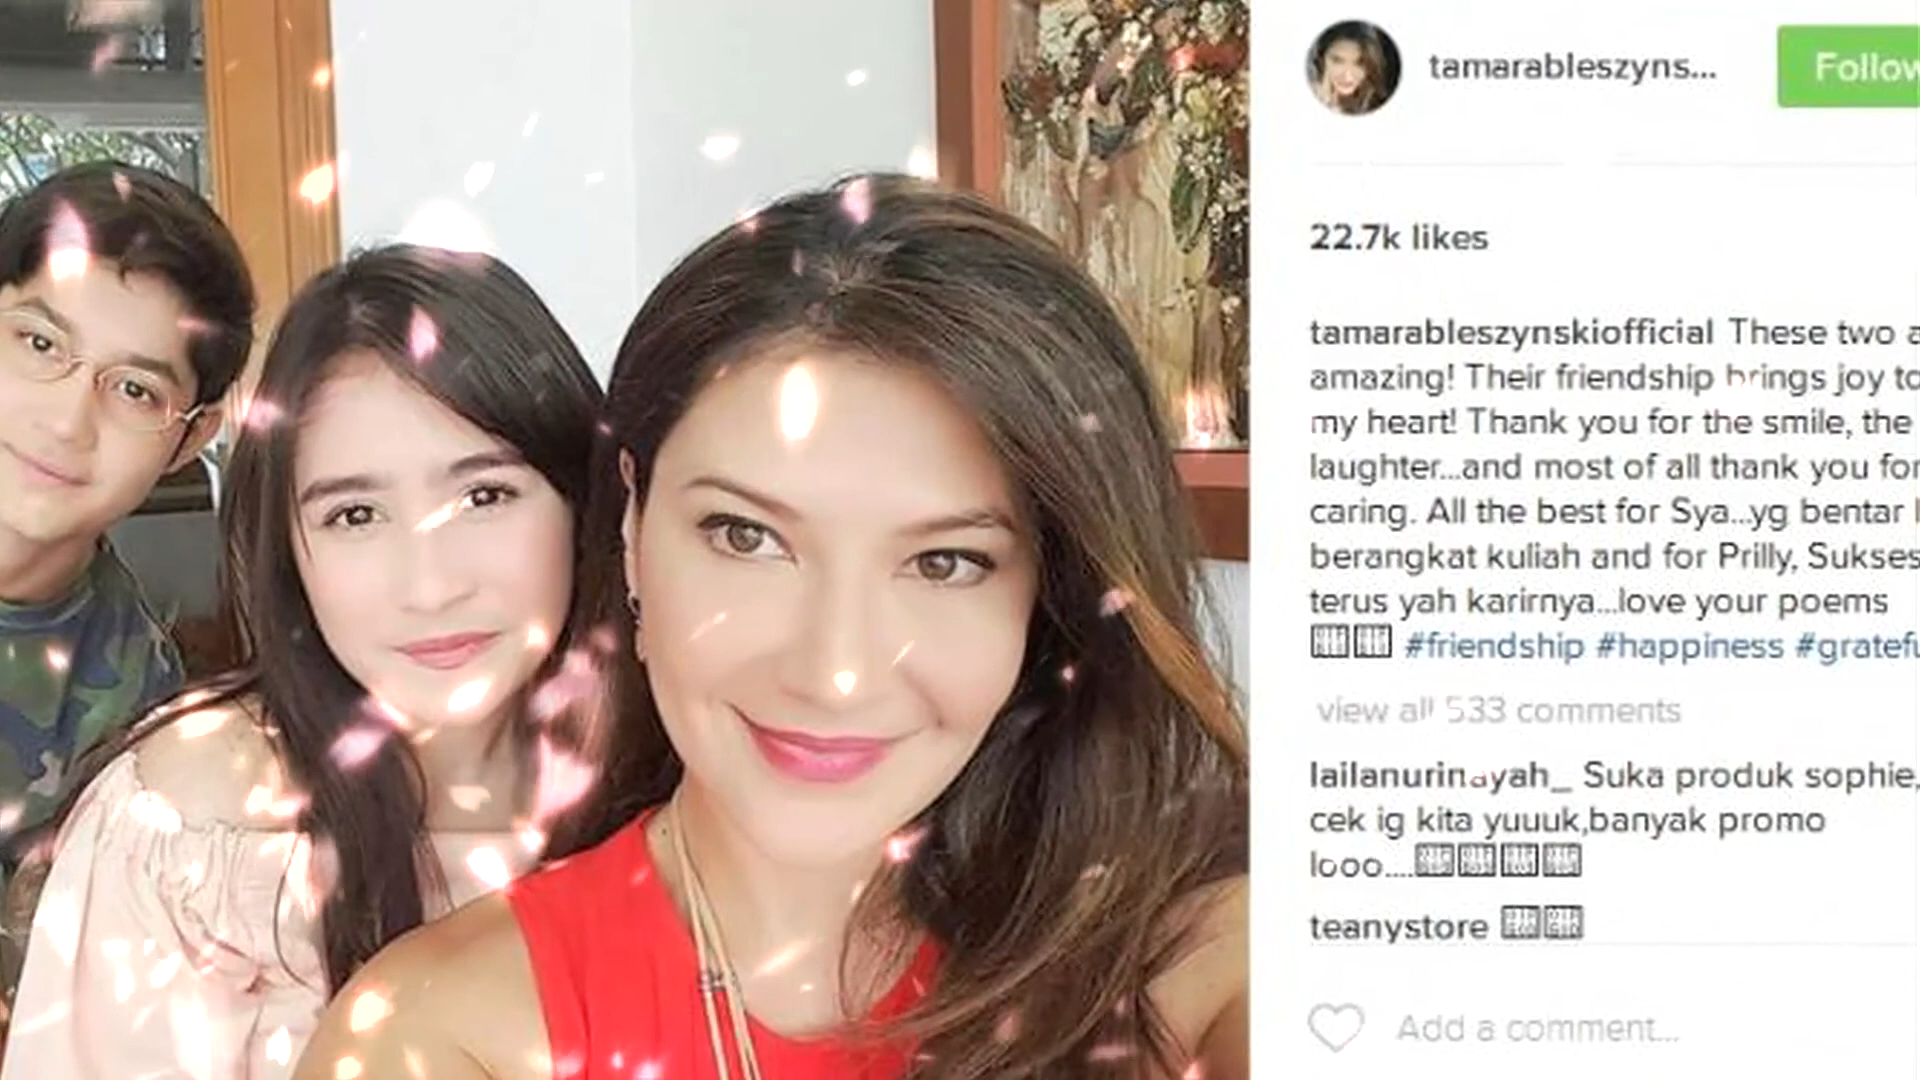 tamarableszyns...
Follow
22.7k likes
tamarableszynskiofficial These two a
amazing! Their friendship brings joy to
my heart! Thank you for the smile, the
laughter...and most of all thank you for
caring. All the best for Sya...yg bentar l
berangkat kuliah and for Prilly, Sukses
terus yah karirnya...love your poems
#friendship #happiness #gratefu
view all 533 comments
lailanurinayah_ Suka produk sophie,
cek ig kita yuuuk,banyak promo
looo....
teanystore
Add a comment...